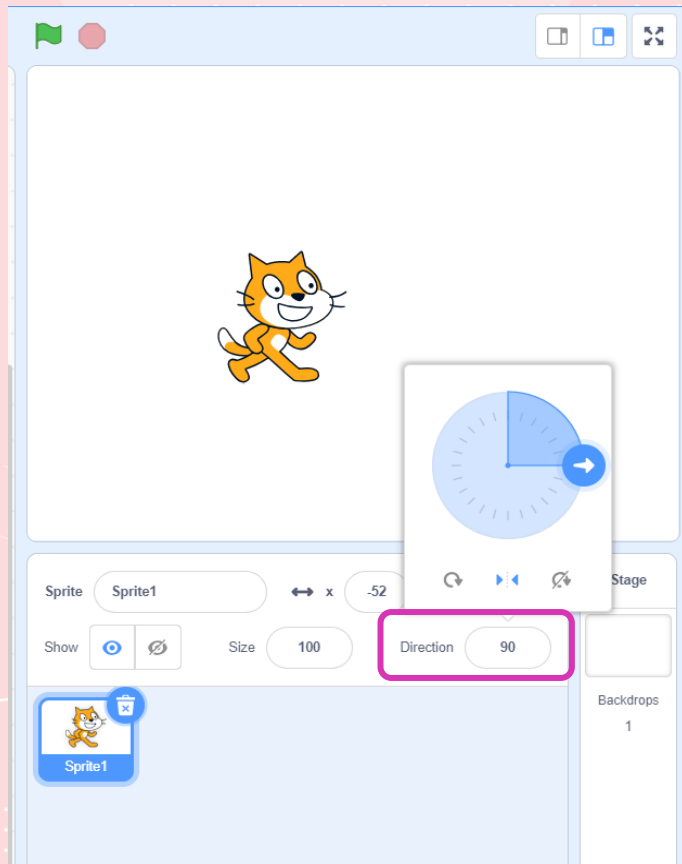 Sprite Sprite1 x -52
Stage
Show Size 100 Direction 90
Backdrops
1
Sprite1